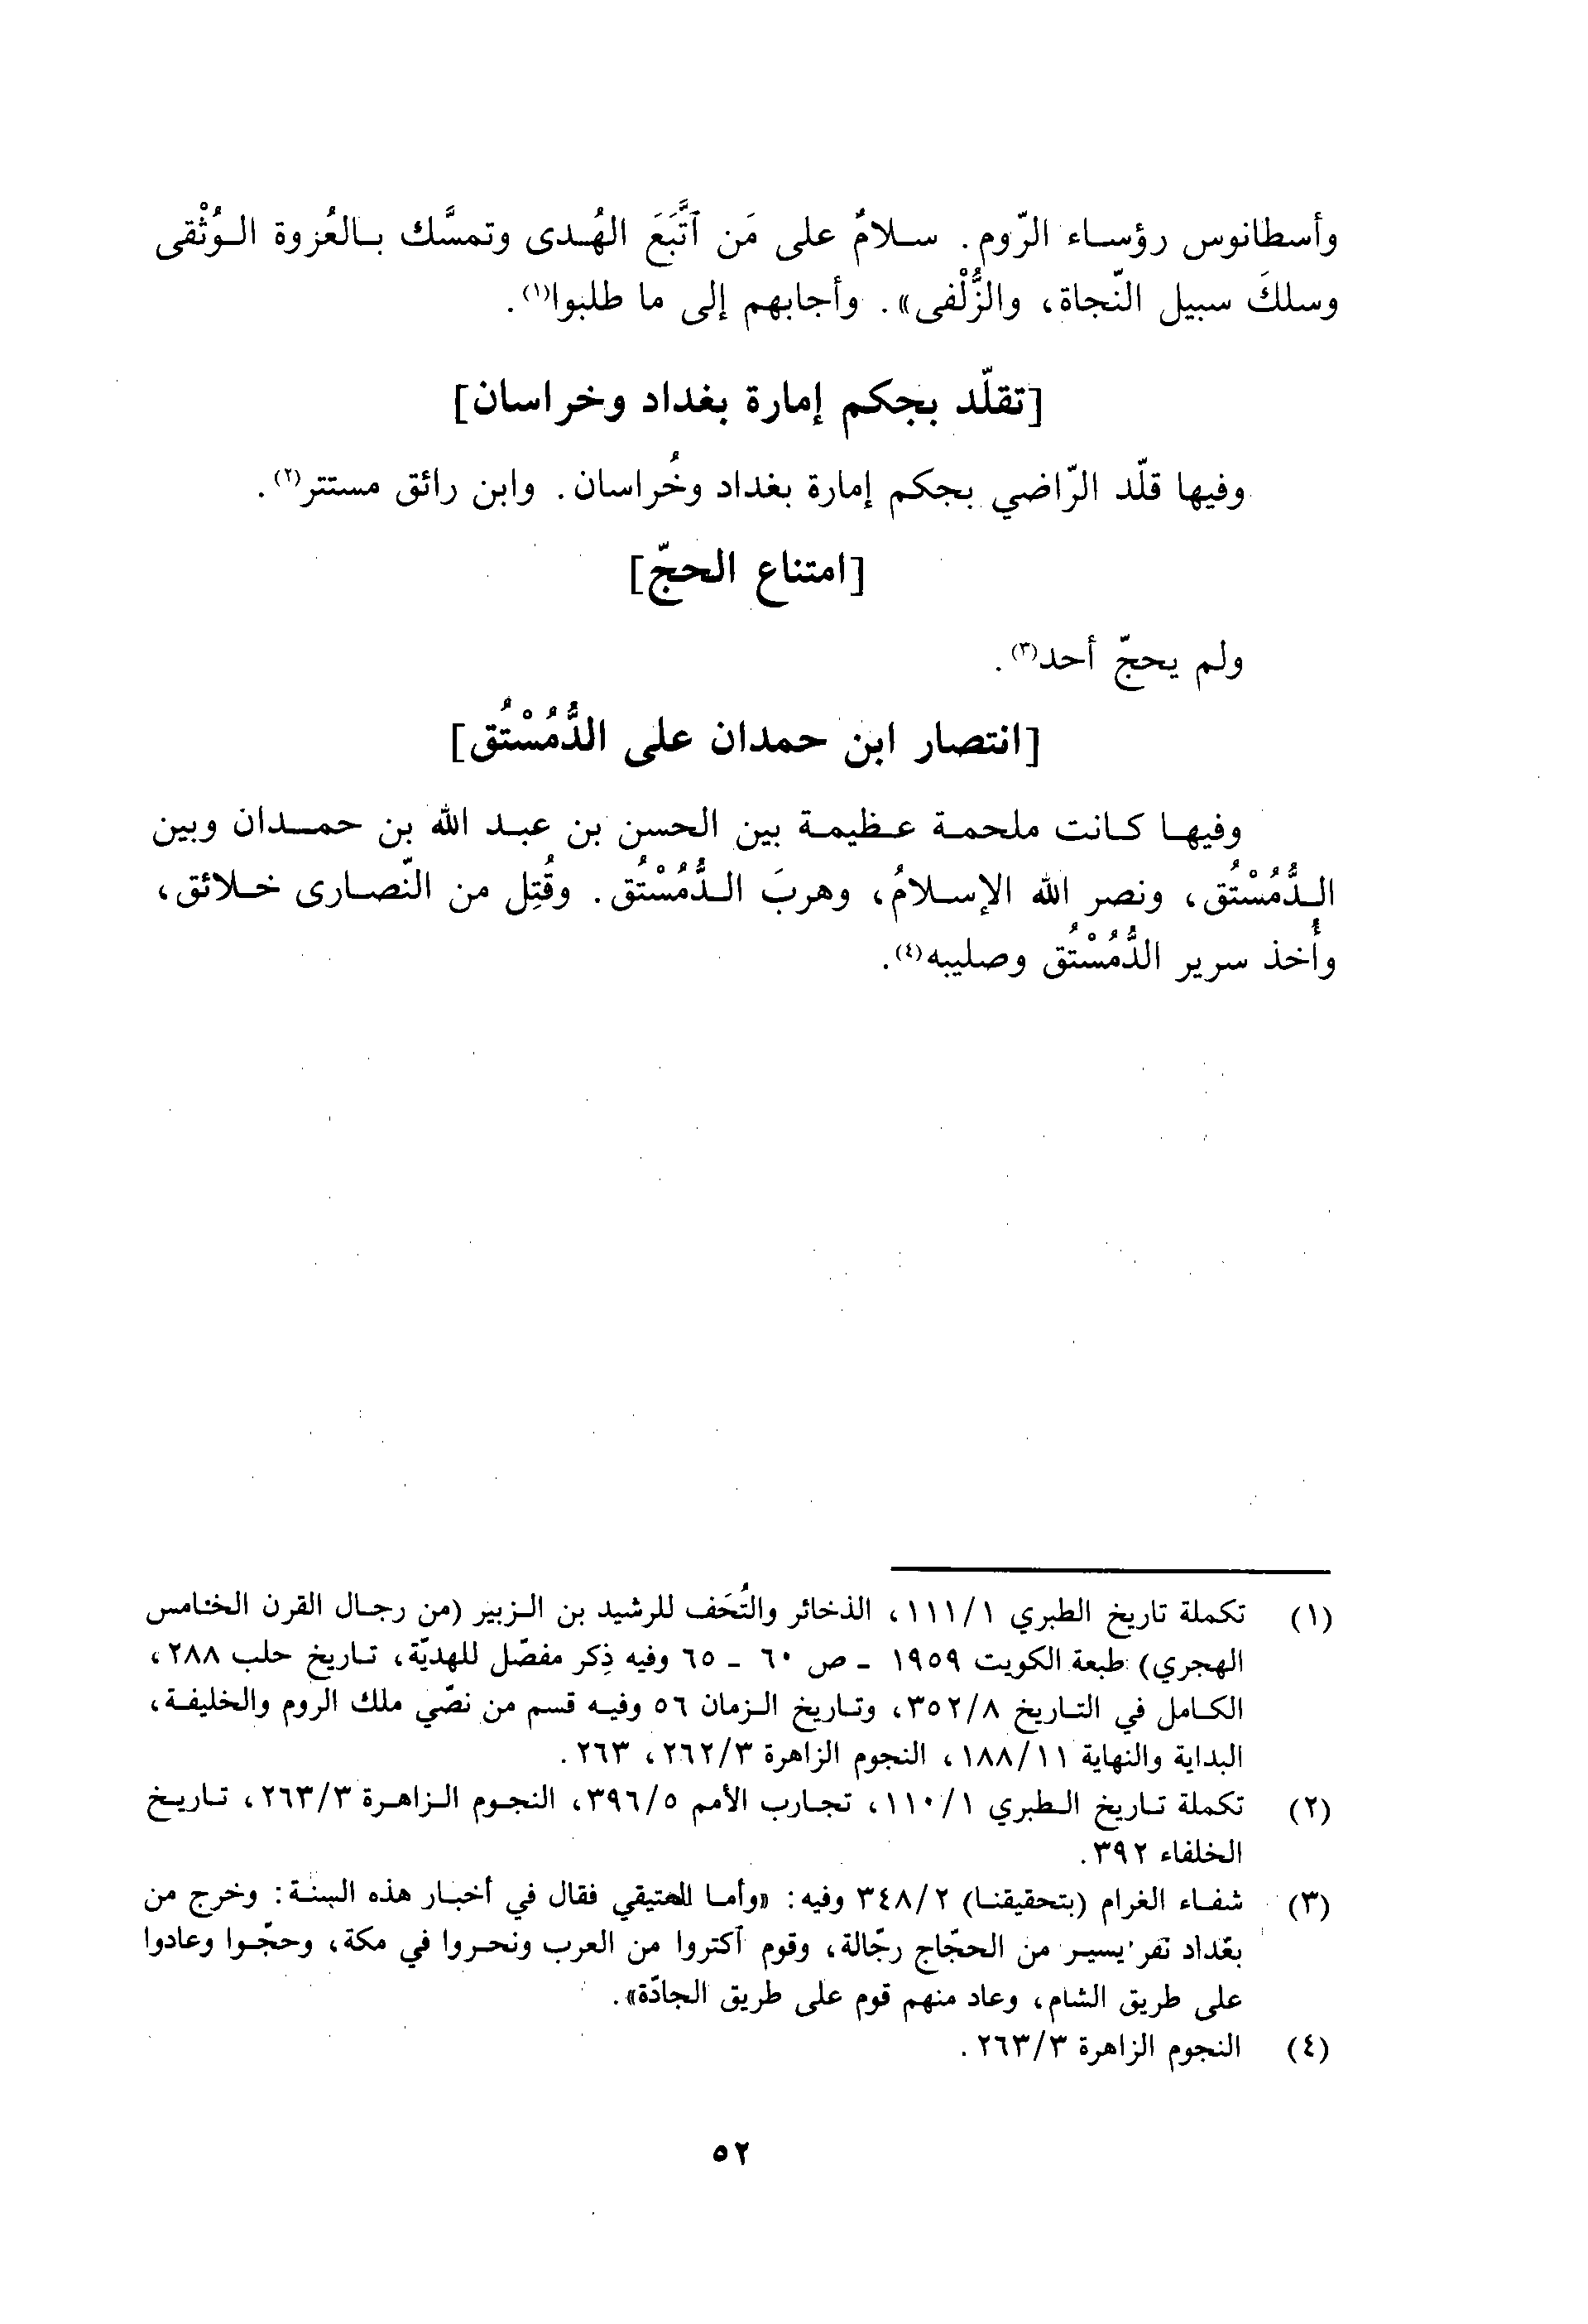 وأسطانوس رؤساء الرّوم. سلامٌ على مَن ٱتَّبَعَ الهُدى وتمسَّك بالعُزوة الوُثْقى
وسلكَ سبيل النّجاة، والزُّلْفى». وأجابهم إلى ما طلبوا(١).
[تقلّد بجكم إمارة بغداد وخراسان]
وفيها قلّد الرّاضي بجكم إمارة بغداد وخُراسان. وابن رائق مستتر(٢).
[امتناع الحجّ]
ولم يحجّ أحد(٣).
[انتصار ابن حمدان على الدُّمُسْتُق]
وفيها كانت ملحمة عظيمة بين الحسن بن عبد الله بن حمدان وبين
الدُّمُسْتُق، ونصر الله الإسلامُ، وهربَ الدُّمُسْتُق. وقُتِل من النّصارى خلائق،
وأُخذ سرير الدُّمُسْتُق وصليبه(٤).
(١) تكملة تاريخ الطبري ١/١١١، الذخائر والتُحَف للرشيد بن الزبير (من رجال القرن الخامس
الهجري) طبعة الكويت ١٩٥٩ - ص ٦٠ - ٦٥ وفيه ذِكر مفصّل للهديّة، تاريخ حلب ٢٨٨،
الكامل في التاريخ ٣٥٢/٨، وتاريخ الزمان ٥٦ وفيه قسم من نصّي ملك الروم والخليفة،
البداية والنهاية ١٨٨/١١، النجوم الزاهرة ٢٦٢/٣، ٢٦٣.
(٢) تكملة تاريخ الطبري ١١٠/١، تجارب الأمم ٣٩٦/٥، النجوم الزاهرة ٢٦٣/٣، تاريخ
الخلفاء ٣٩٢.
(٣) شفاء الغرام (بتحقيقنا) ٣٤٨/٢ وفيه: «وأما العتيقي فقال في أخبار هذه السنة: وخرج من
بغداد نفر يسير من الحجّاج رجّالة، وقوم ٱكتروا من العرب ونحروا في مكة، وحجّوا وعادوا
على طريق الشام، وعاد منهم قوم على طريق الجادّة».
(٤) النجوم الزاهرة ٢٦٣/٣.
٥٢